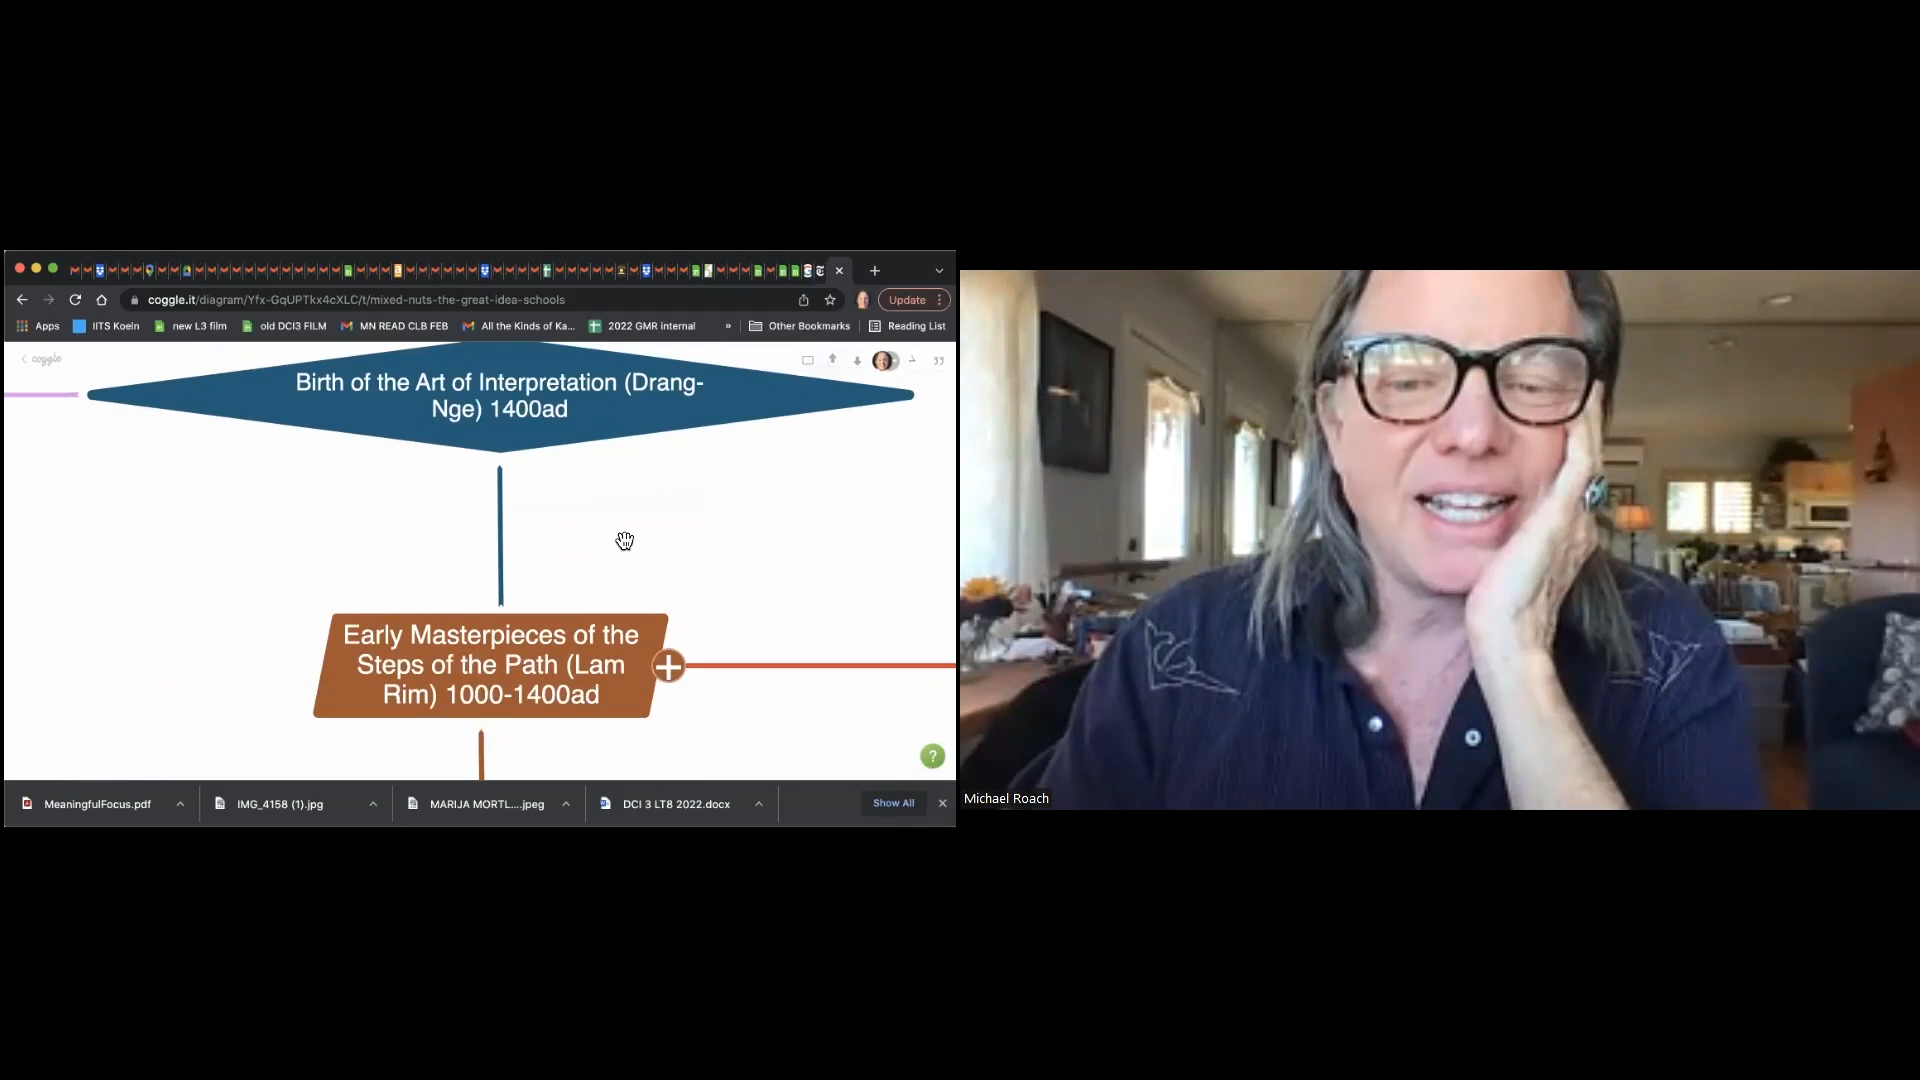 coggle.it/diagram/Yfx-GqUPTkx4cXLC/t/mixed-nuts-the-great-idea-schools
Update
Apps
IITS Koeln
new L3 film
old DCI3 FILM
MN READ CLB FEB
All the Kinds of Ka...
2022 GMR internal
»
Other Bookmarks
Reading List
coggle
Birth of the Art of Interpretation (Drang-
Nge) 1400ad
Early Masterpieces of the
Steps of the Path (Lam
Rim) 1000-1400ad
?
MeaningfulFocus.pdf
IMG_4158 (1).jpg
MARIJA MORTL....jpeg
DCI 3 LT8 2022.docx
Show All
Michael Roach